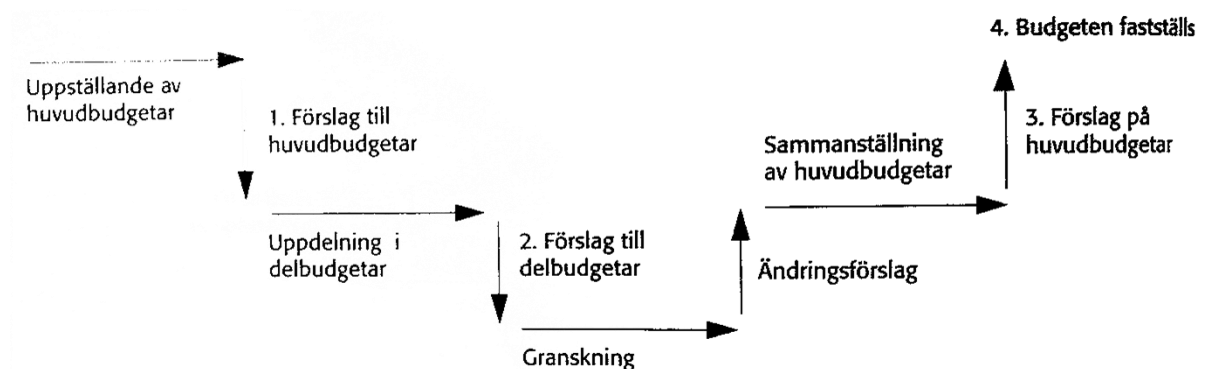 4. Budgeten fastställs
Uppställande av
huvudbudgetar
1. Förslag till
huvudbudgetar
3. Förslag på
huvudbudgetar
Sammanställning
av huvudbudgetar
Uppdelning i
delbudgetar
2. Förslag till
delbudgetar
Ändringsförslag
Granskning